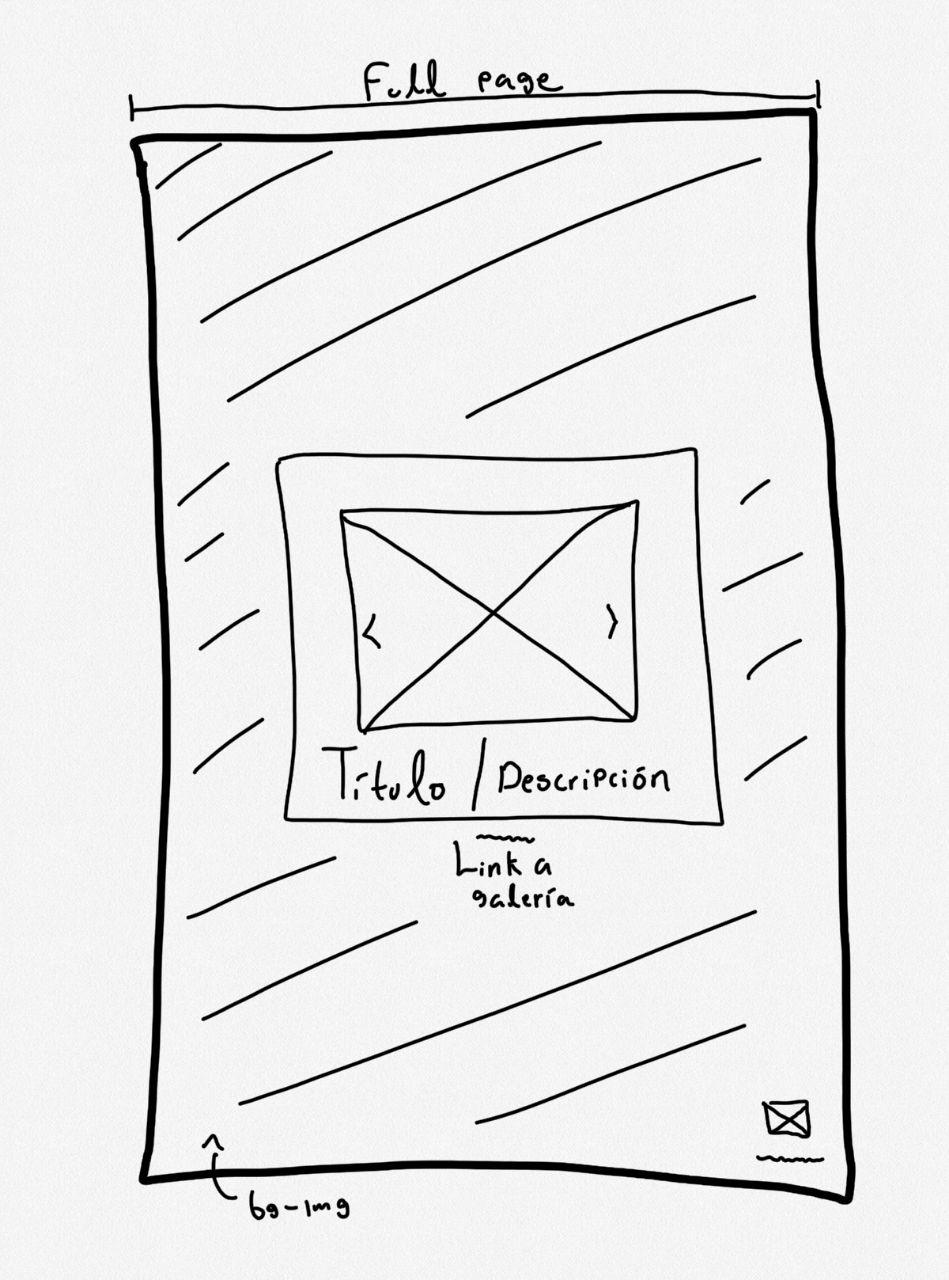 Full page
< >
Título / Descripción
Link a
galería
bg-img